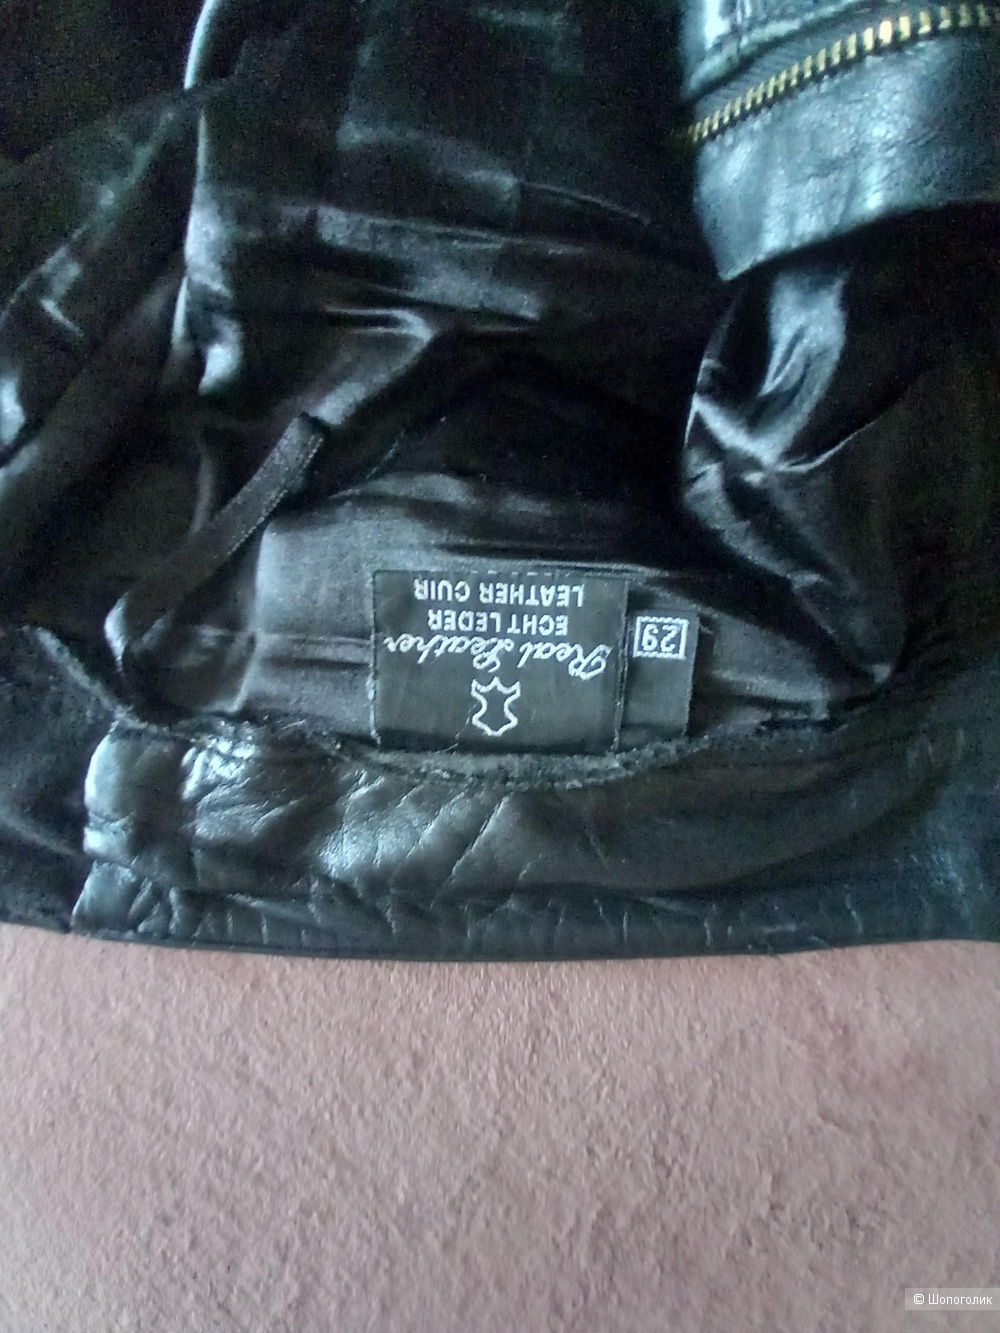 Real Leather
ECHT LEDER
LEATHER CUIR
29
© Шопоголик